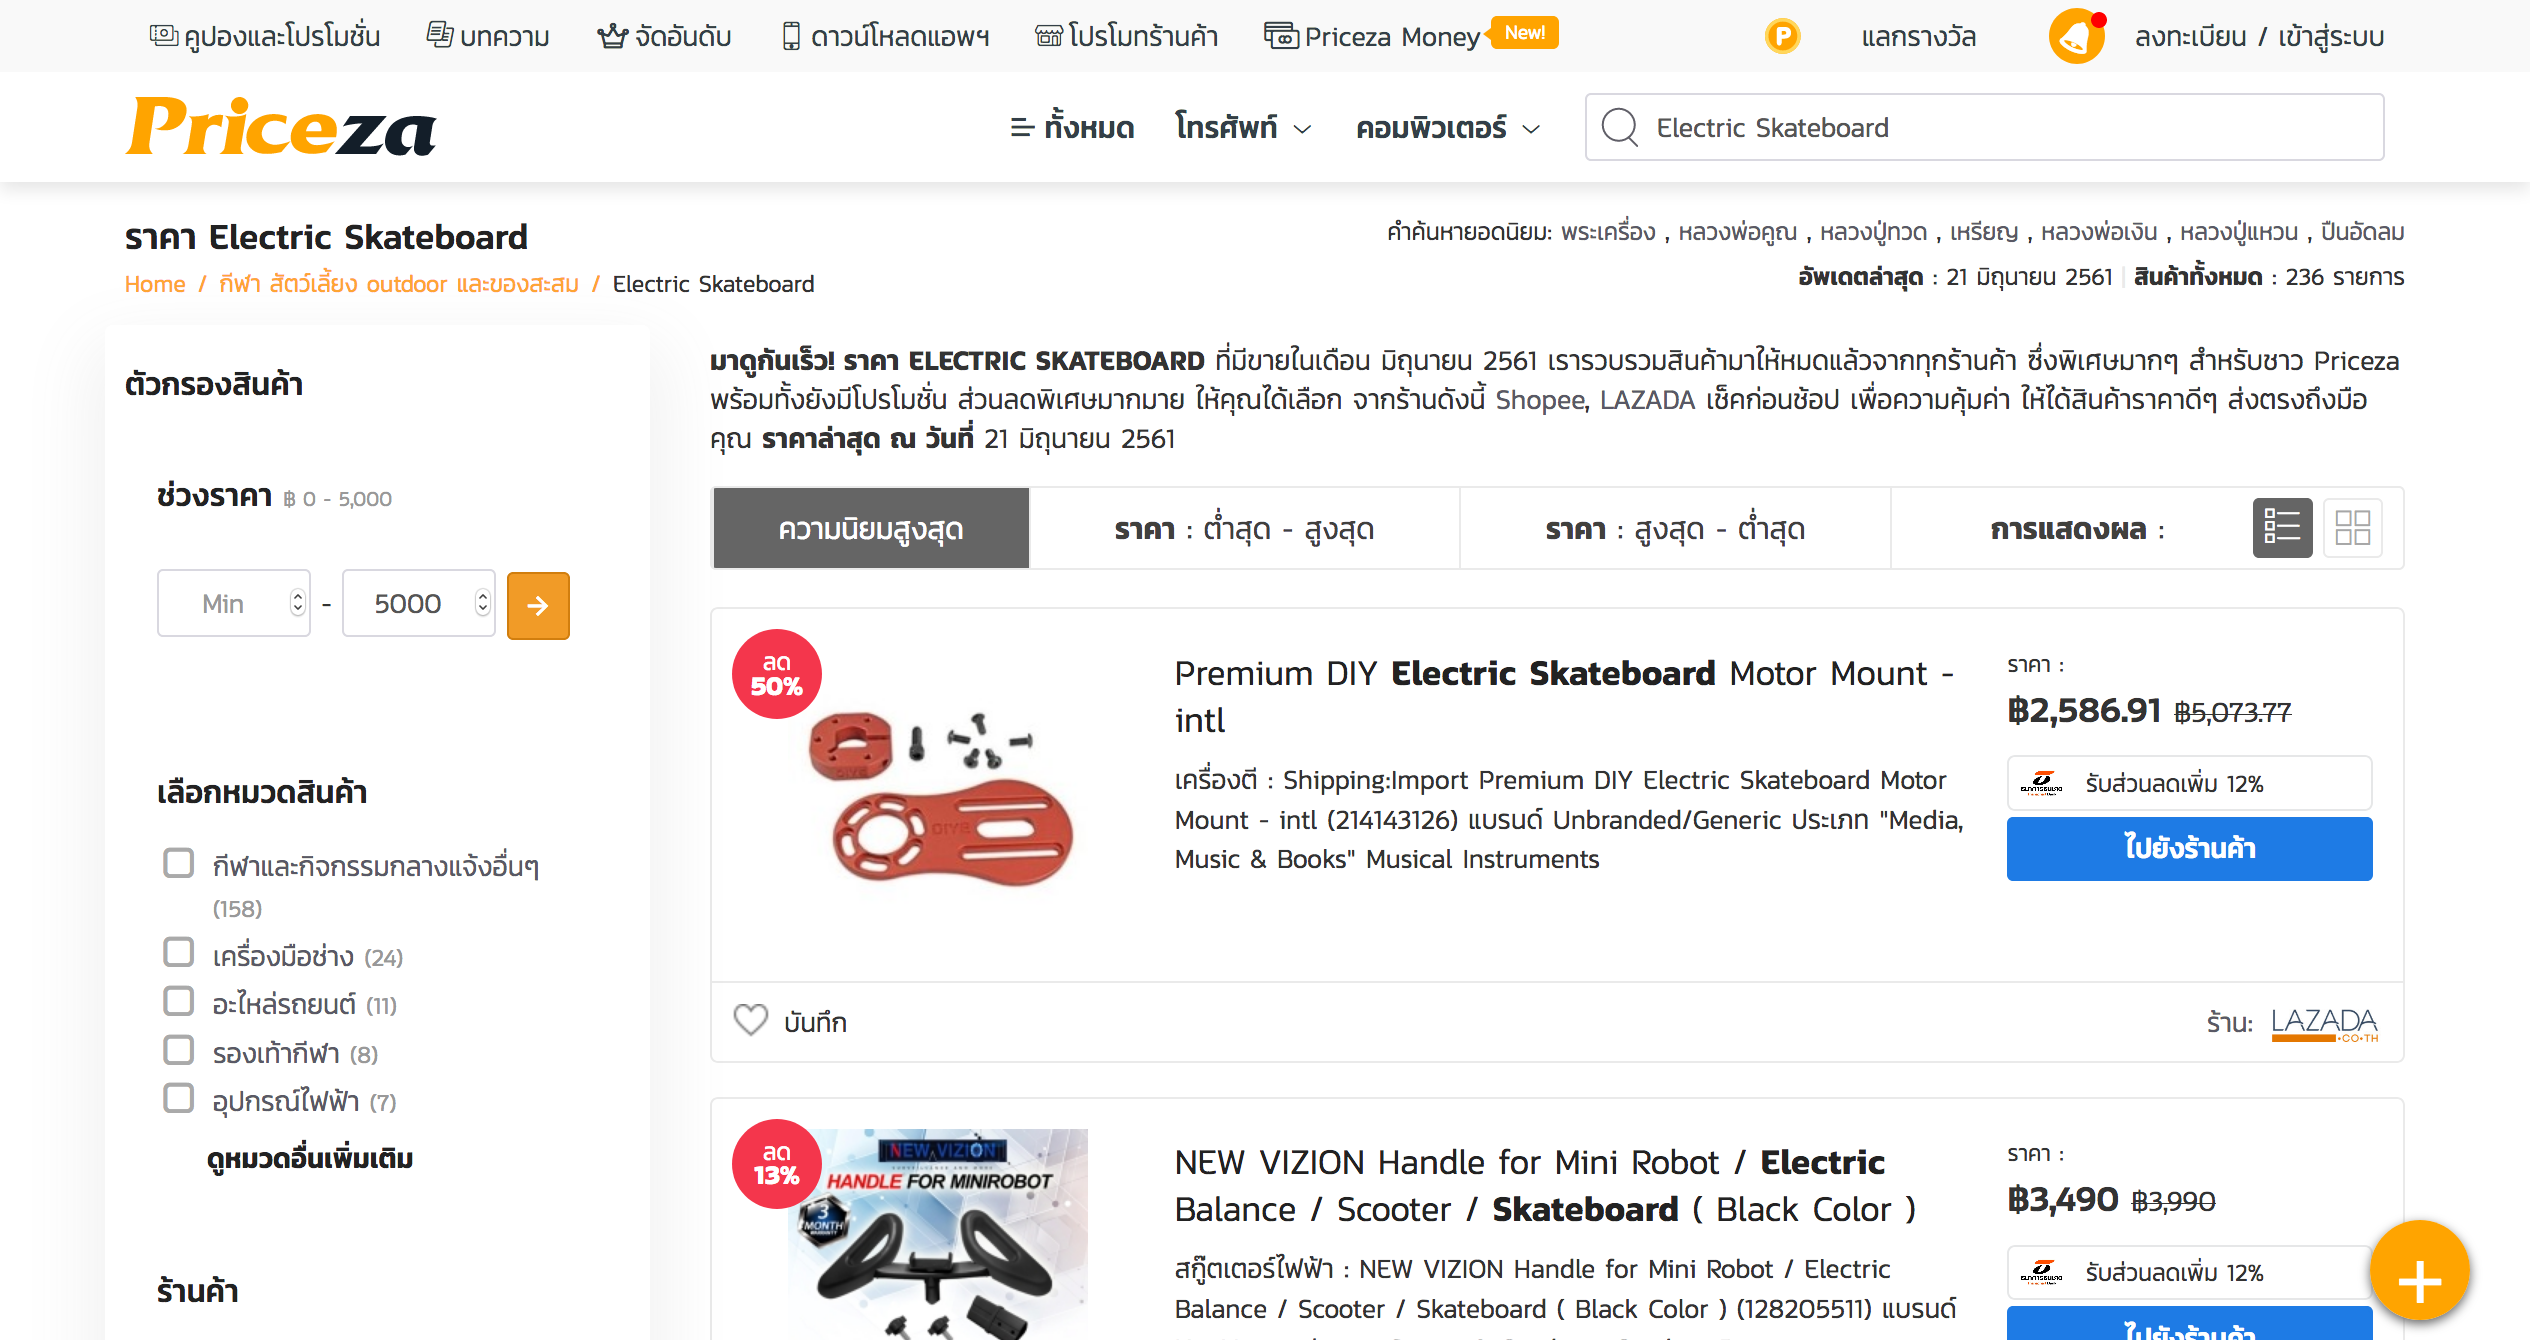 คูปองและโปรโมชั่น บทความ จัดอันดับ ดาวน์โหลดแอพฯ โปรโมทร้านค้า Priceza Money New! P แลกรางวัล ลงทะเบียน / เข้าสู่ระบบ
Priceza ทั้งหมด โทรศัพท์ คอมพิวเตอร์ Electric Skateboard
ราคา Electric Skateboard
Home / กีฬา สัตว์เลี้ยง outdoor และของสะสม / Electric Skateboard
คำค้นหายอดนิยม: พระเครื่อง , หลวงพ่อคูณ , หลวงปู่ทวด , เหรียญ , หลวงพ่อเงิน , หลวงปู่แหวน , ปืนอัดลม
อัพเดตล่าสุด : 21 มิถุนายน 2561 สินค้าทั้งหมด : 236 รายการ
ตัวกรองสินค้า
ช่วงราคา ฿ 0 - 5,000
Min - 5000
เลือกหมวดสินค้า
กีฬาและกิจกรรมกลางแจ้งอื่นๆ
(158)
เครื่องมือช่าง (24)
อะไหล่รถยนต์ (11)
รองเท้ากีฬา (8)
อุปกรณ์ไฟฟ้า (7)
ดูหมวดอื่นเพิ่มเติม
ร้านค้า
มาดูกันเร็ว! ราคา ELECTRIC SKATEBOARD ที่มีขายในเดือน มิถุนายน 2561 เรารวบรวมสินค้ามาให้หมดแล้วจากทุกร้านค้า ซึ่งพิเศษมากๆ สำหรับชาว Priceza
พร้อมทั้งยังมีโปรโมชั่น ส่วนลดพิเศษมากมาย ให้คุณได้เลือก จากร้านดังนี้ Shopee, LAZADA เช็คก่อนช้อป เพื่อความคุ้มค่า ให้ได้สินค้าราคาดีๆ ส่งตรงถึงมือ
คุณ ราคาล่าสุด ณ วันที่ 21 มิถุนายน 2561
ความนิยมสูงสุด ราคา : ต่ำสุด - สูงสุด ราคา : สูงสุด - ต่ำสุด การแสดงผล :
ลด
50%
Premium DIY Electric Skateboard Motor Mount -
intl
เครื่องตี : Shipping:Import Premium DIY Electric Skateboard Motor
Mount - intl (214143126) แบรนด์ Unbranded/Generic ประเภท "Media,
Music & Books" Musical Instruments
ราคา :
฿2,586.91 ฿5,073.77
รับส่วนลดเพิ่ม 12%
ไปยังร้านค้า
บันทึก
ร้าน: LAZADA
.CO.TH
ลด
13%
NEW VIZION
HANDLE FOR MINIROBOT
3
MONTH
NEW VIZION Handle for Mini Robot / Electric
Balance / Scooter / Skateboard ( Black Color )
สกู๊ตเตอร์ไฟฟ้า : NEW VIZION Handle for Mini Robot / Electric
Balance / Scooter / Skateboard ( Black Color ) (128205511) แบรนด์
ราคา :
฿3,490 ฿3,990
รับส่วนลดเพิ่ม 12%
ไปยังร้านค้า